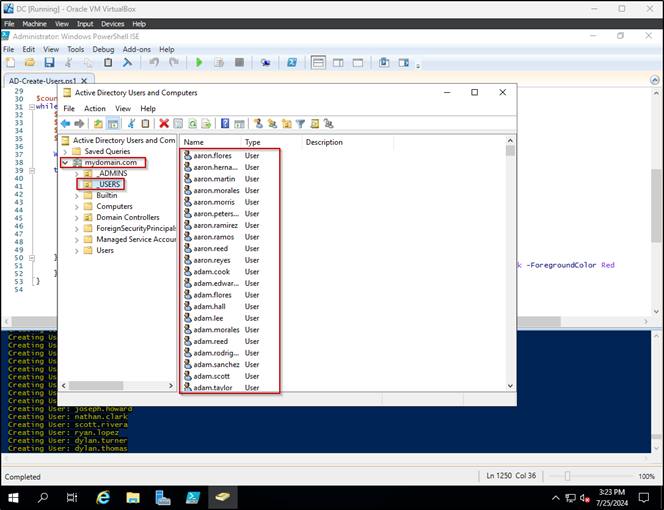 DC [Running] - Oracle VM VirtualBox
File Machine View Input Devices Help
Administrator: Windows PowerShell ISE
File Edit View Tools Debug Add-ons Help
AD-Create-Users.ps1 X
29
30 $coun
31 while
32
33
34
35
36
37
38
39
40
41
42
43
44
45
46
47
48
49
50 }
51
52 }
53 }
54
k -ForegroundColor Red
Active Directory Users and Computers
File Action View Help
Active Directory Users and Com
Saved Queries
mydomain.com
_ADMINS
_USERS
Builtin
Computers
Domain Controllers
ForeignSecurityPrincipals
Managed Service Accoun
Users
Name Type Description
aaron.flores User
aaron.herna... User
aaron.martin User
aaron.morales User
aaron.morris User
aaron.peters... User
aaron.ramirez User
aaron.ramos User
aaron.reed User
aaron.reyes User
adam.cook User
adam.edwar... User
adam.flores User
adam.hall User
adam.lee User
adam.morales User
adam.reed User
adam.rodrig... User
adam.sanchez User
adam.scott User
adam.taylor User
Creating Us
Creating Us
Creating Us
Creating Us
Creating Us
Creating Us
Creating Us
Creating Us
Creating User: joseph.howard
Creating User: nathan.clark
Creating User: scott.rivera
Creating User: ryan.lopez
Creating User: dylan.turner
Creating User: dylan.thomas
Completed
Ln 1250 Col 36
100%
3:23 PM
7/25/2024